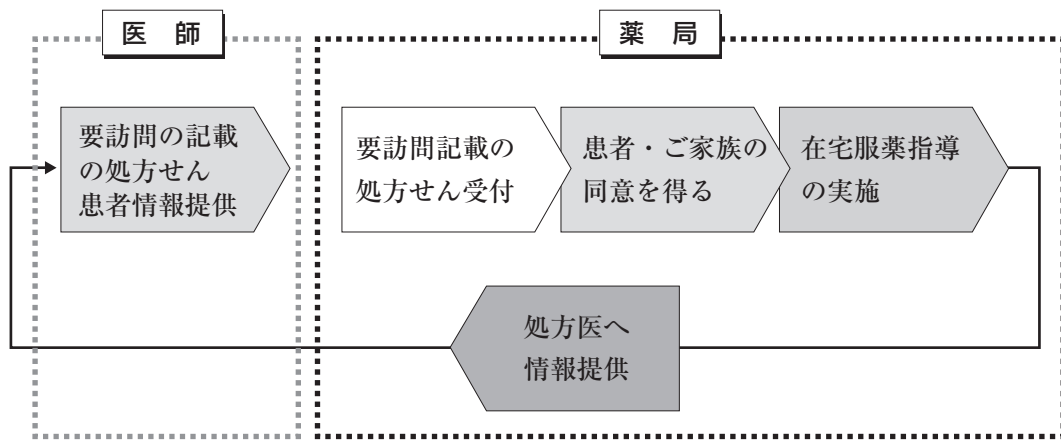 医 師
薬 局
要訪問の記載
の処方せん
患者情報提供
要訪問記載の
処方せん受付
患者・ご家族の
同意を得る
在宅服薬指導
の実施
処方医へ
情報提供